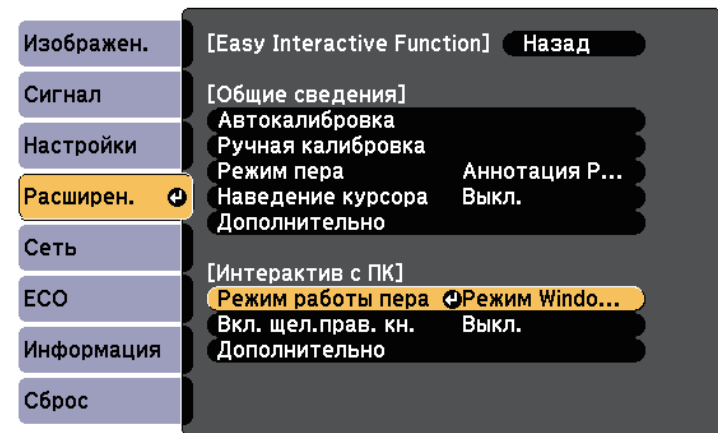 Изображен.
Сигнал
Настройки
Расширен.
Сеть
ECO
Информация
Сброс
[Easy Interactive Function] Назад
[Общие сведения]
Автокалибровка
Ручная калибровка
Режим пера Аннотация P...
Наведение курсора Выкл.
Дополнительно
[Интерактив с ПК]
Режим работы пера Режим Windo...
Вкл. щел.прав. кн. Выкл.
Дополнительно